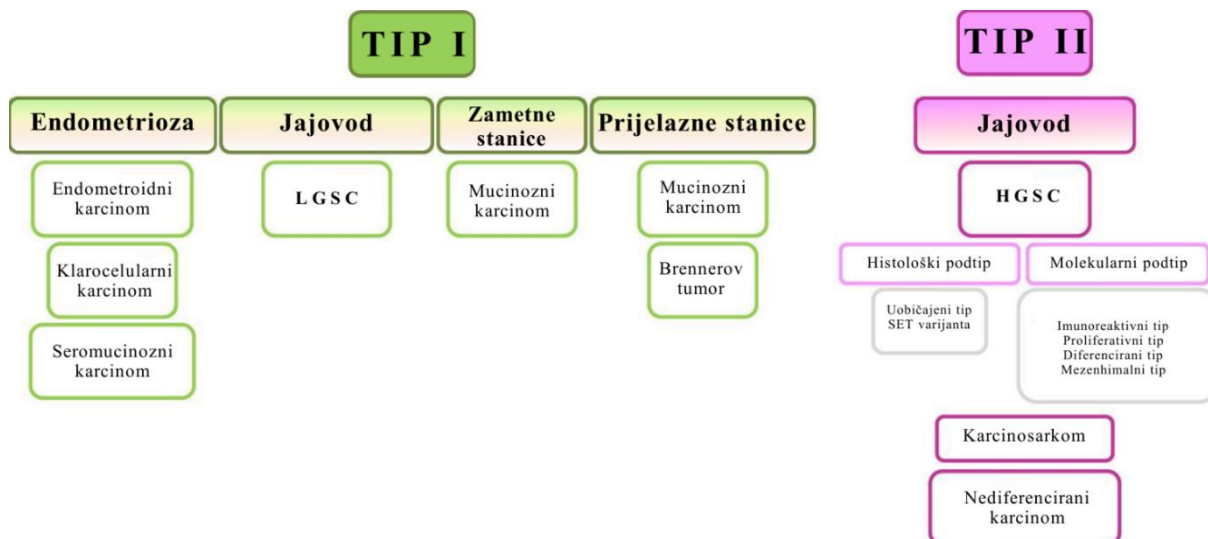 TIP I
TIP II
Endometrioza
Jajovod
Zametne
stanice
Prijelazne stanice
Jajovod
Endometroidni
karcinom
LGSC
Mucinozni
karcinom
Mucinozni
karcinom
HGSC
Klarocelularni
karcinom
Brennerov
tumor
Histološki podtip
Molekularni podtip
Uobičajeni tip
SET varijanta
Imunoreaktivni tip
Proliferativni tip
Diferencirani tip
Mezenhimalni tip
Seromucinozni
karcinom
Karcinosarkom
Nediferencirani
karcinom